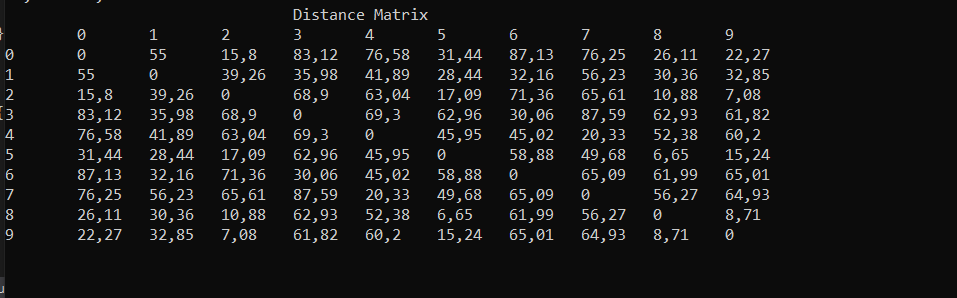 Distance Matrix
0 1 2 3 4 5 6 7 8 9
0 0 55 15,8 83,12 76,58 31,44 87,13 76,25 26,11 22,27
1 55 0 39,26 35,98 41,89 28,44 32,16 56,23 30,36 32,85
2 15,8 39,26 0 68,9 63,04 17,09 71,36 65,61 10,88 7,08
3 83,12 35,98 68,9 0 69,3 62,96 30,06 87,59 62,93 61,82
4 76,58 41,89 63,04 69,3 0 45,95 45,02 20,33 52,38 60,2
5 31,44 28,44 17,09 62,96 45,95 0 58,88 49,68 6,65 15,24
6 87,13 32,16 71,36 30,06 45,02 58,88 0 65,09 61,99 65,01
7 76,25 56,23 65,61 87,59 20,33 49,68 65,09 0 56,27 64,93
8 26,11 30,36 10,88 62,93 52,38 6,65 61,99 56,27 0 8,71
9 22,27 32,85 7,08 61,82 60,2 15,24 65,01 64,93 8,71 0